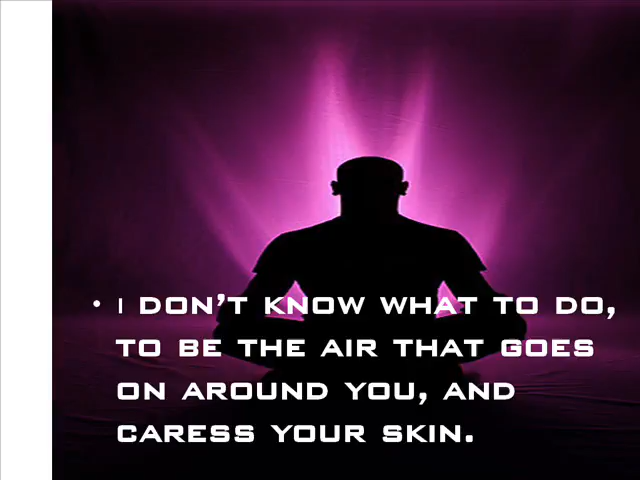 • I DON'T KNOW WHAT TO DO,
TO BE THE AIR THAT GOES
ON AROUND YOU, AND
CARESS YOUR SKIN.